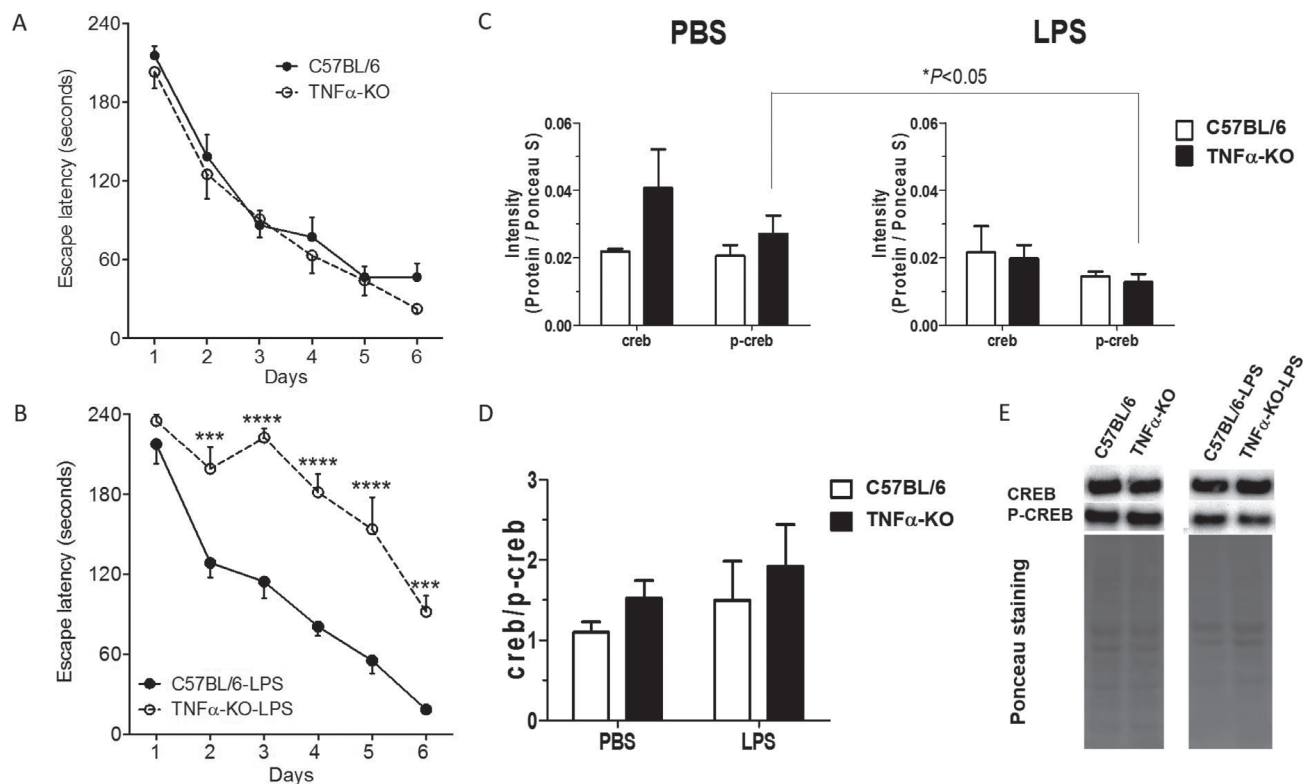 A
240
180
120
60
0
Escape latency (seconds)
C57BL/6
TNFα-KO
1 2 3 4 5 6
Days
B
240
180
120
60
0
Escape latency (seconds)
***
****
****
****
***
C57BL/6-LPS
TNFα-KO-LPS
1 2 3 4 5 6
Days
C
PBS
LPS
*P<0.05
Intensity
(Protein / Ponceau S)
0.06
0.04
0.02
0.00
creb p-creb
Intensity
(Protein / Ponceau S)
0.06
0.04
0.02
0.00
creb p-creb
C57BL/6
TNFα-KO
D
creb/p-creb
3
2
1
0
PBS LPS
C57BL/6
TNFα-KO
E
C57BL/6
TNFα-KO
C57BL/6-LPS
TNFα-KO-LPS
CREB
P-CREB
Ponceau staining